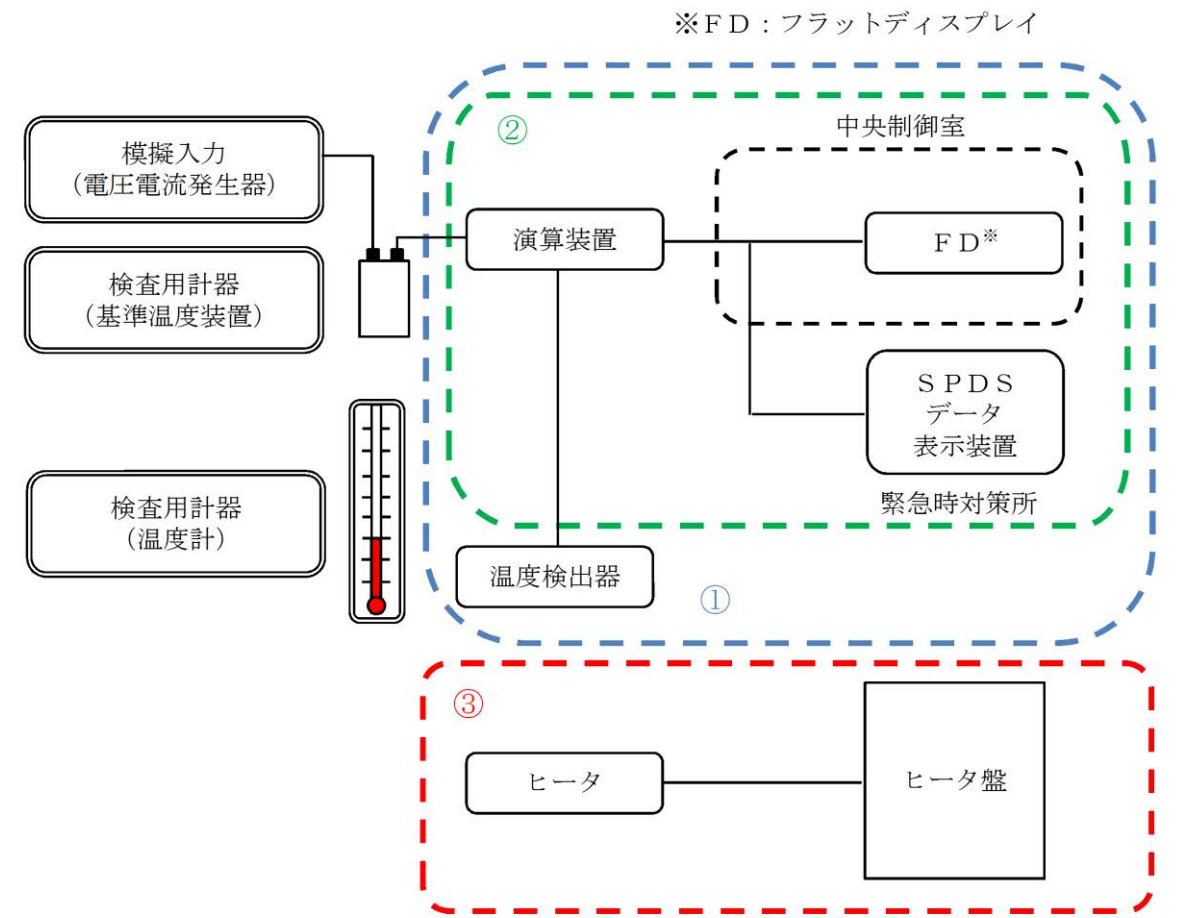 ※ＦＤ：フラットディスプレイ
②
中央制御室
模擬入力
（電圧電流発生器）
演算装置
ＦＤ※
検査用計器
（基準温度装置）
ＳＰＤＳ
データ
表示装置
緊急時対策所
検査用計器
（温度計）
温度検出器
①
③
ヒータ
ヒータ盤